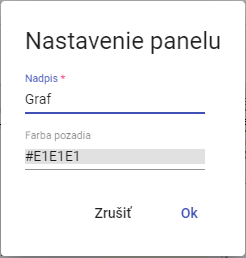 Nastavenie panelu
Nadpis *
Graf
Farba pozadia
#E1E1E1
Zrušiť Ok